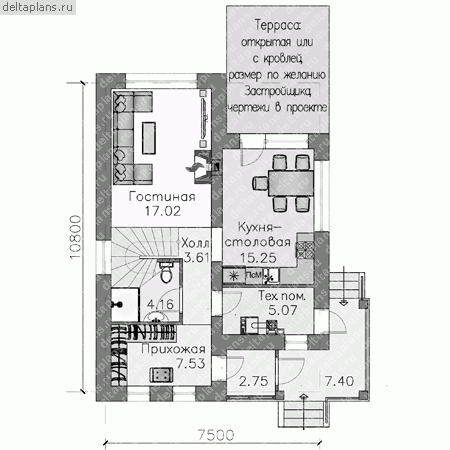 deltaplans.ru
Терраса:
открытая или
с кровлей,
размер по желанию
Застройщика,
чертежи в проекте
Гостиная
17.02
Кухня-
столовая
15.25
Холл
3.61
ПсМ
4.16
Тех.пом.
5.07
Прихожая
7.53
2.75
7.40
10800
7500